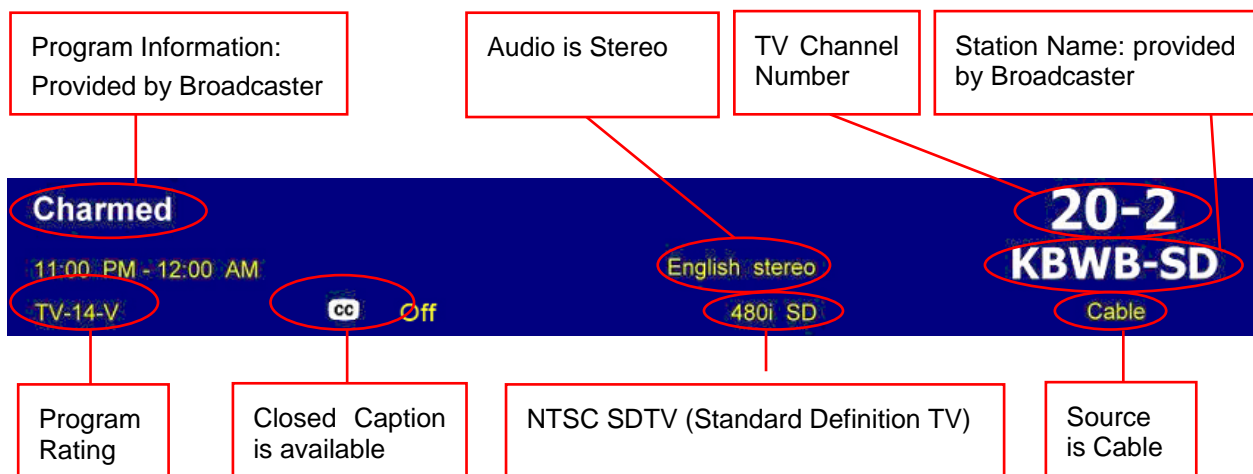 Program Information:
Provided by Broadcaster
Audio is Stereo
TV Channel
Number
Station Name: provided
by Broadcaster
Charmed
20-2
11:00 PM - 12:00 AM
English stereo
KBWB-SD
TV-14-V
CC
Off
480i SD
Cable
Program
Rating
Closed Caption
is available
NTSC SDTV (Standard Definition TV)
Source
is Cable